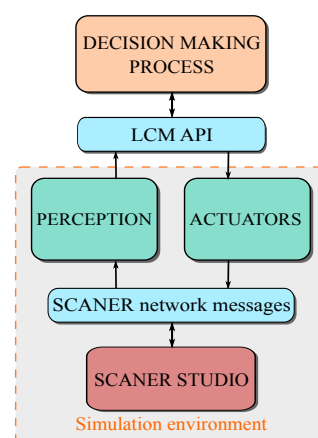 DECISION MAKING
PROCESS
LCM API
PERCEPTION
ACTUATORS
SCANER network messages
SCANER STUDIO
Simulation environment